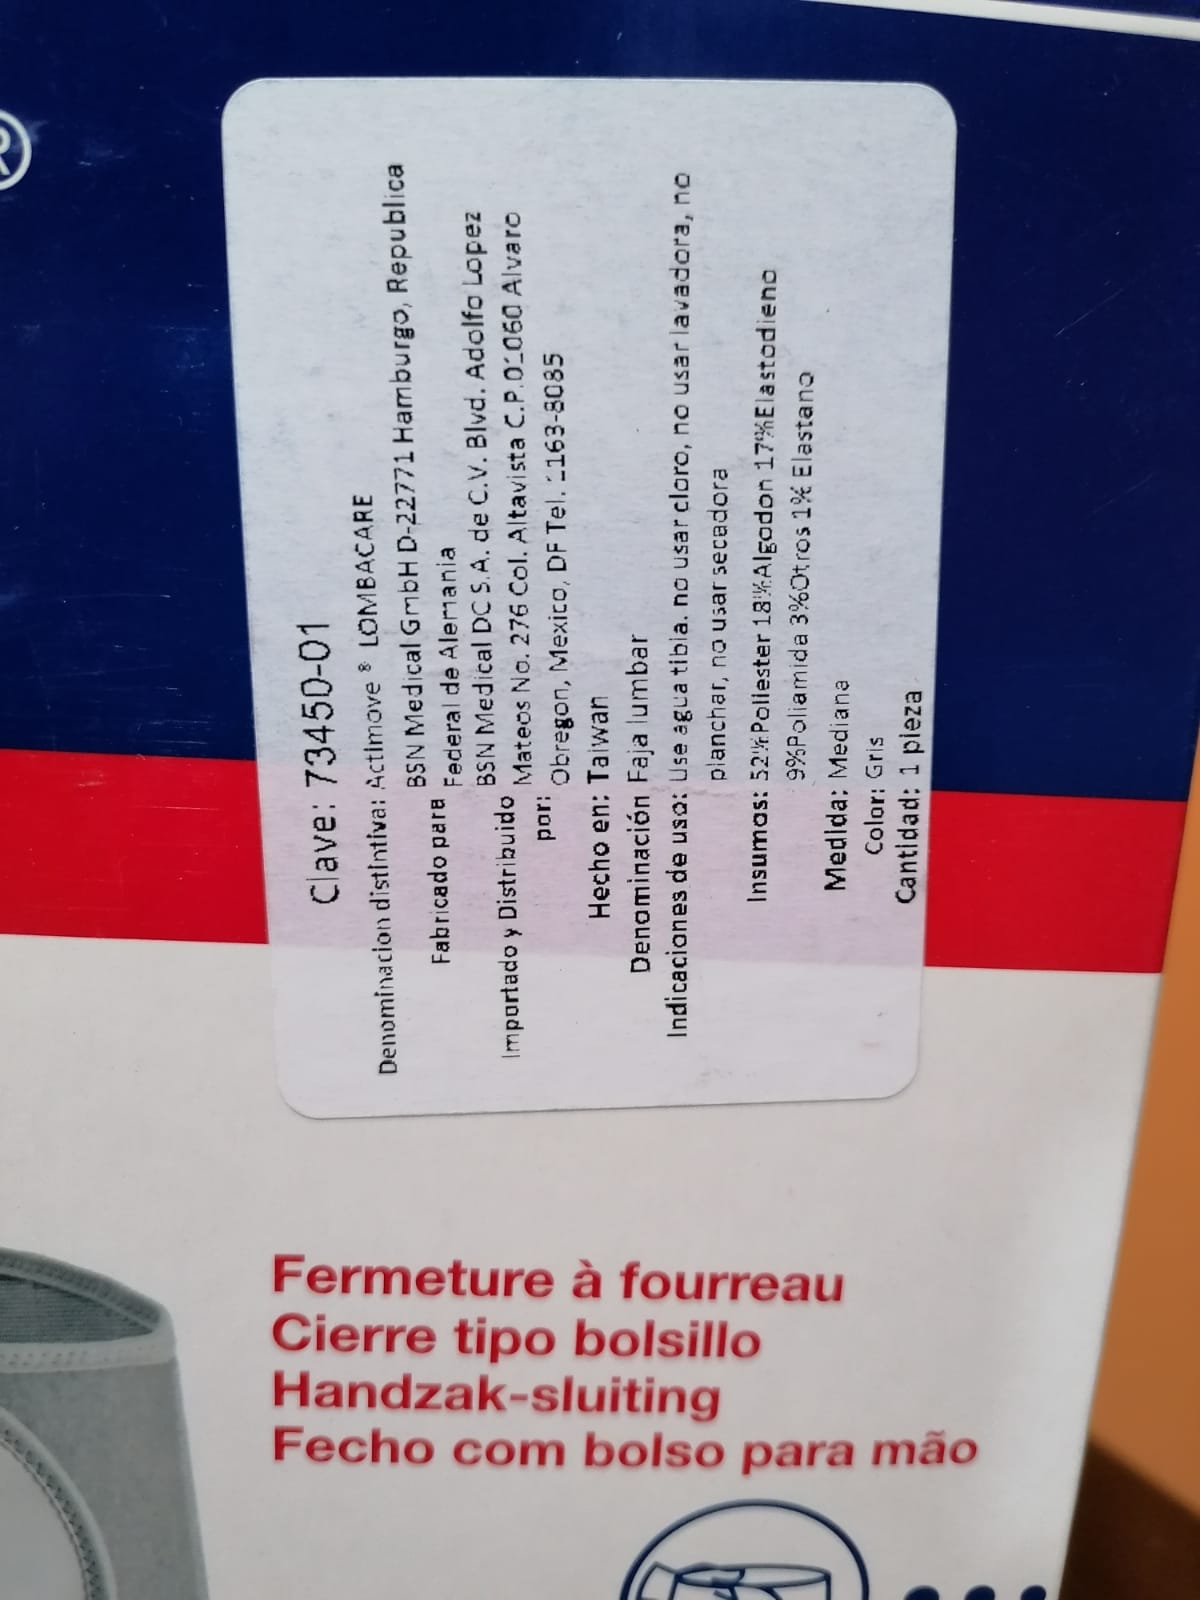 ®
Clave: 73450-01
Denominacion distintiva: Actimove® LOMBACARE
Fabricado para BSN Medical GmbH D-22771 Hamburgo, Republica
Federal de Alemania
Importado y Distribuido por: BSN Medical DC S.A. de C.V. Blvd. Adolfo Lopez
Mateos No. 276 Col. Altavista C.P.01060 Alvaro
Obregon, Mexico, DF Tel. 1163-8085
Hecho en: Taiwan
Denominación Faja lumbar
Indicaciones de uso: Use agua tibia. no usar cloro, no usar lavadora, no
planchar, no usar secadora
Insumos: 52%Poliester 18%Algodon 17%Elastodieno
9%Poliamida 3%Otros 1% Elastano
Medida: Mediana
Color: Gris
Cantidad: 1 pieza
Fermeture à fourreau
Cierre tipo bolsillo
Handzak-sluiting
Fecho com bolso para mão